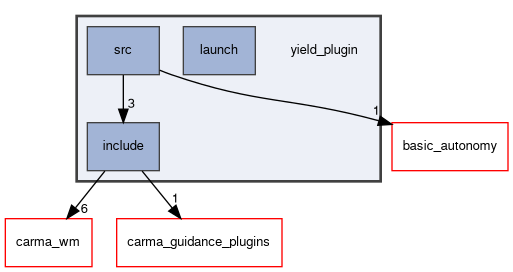 src
launch
yield_plugin
3
1
include
basic_autonomy
6
1
carma_wm
carma_guidance_plugins